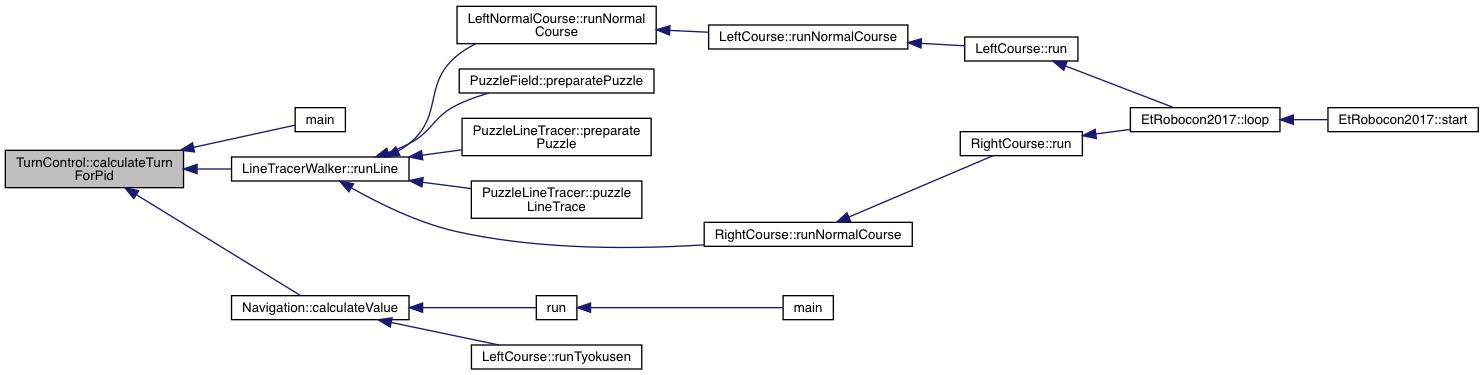 LeftNormalCourse::runNormal
Course
LeftCourse::runNormalCourse
LeftCourse::run
PuzzleField::preparatePuzzle
main
PuzzleLineTracer::preparate
Puzzle
EtRobocon2017::loop
EtRobocon2017::start
RightCourse::run
TurnControl::calculateTurn
ForPid
LineTracerWalker::runLine
PuzzleLineTracer::puzzle
LineTrace
RightCourse::runNormalCourse
Navigation::calculateValue
run
main
LeftCourse::runTyokusen